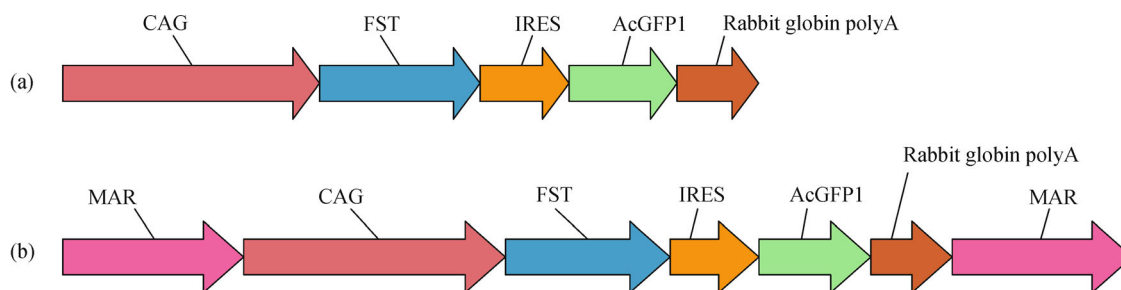 CAG
FST
IRES
AcGFP1
Rabbit globin polyA
(a)
Rabbit globin polyA
MAR
CAG
FST
IRES
AcGFP1
MAR
(b)